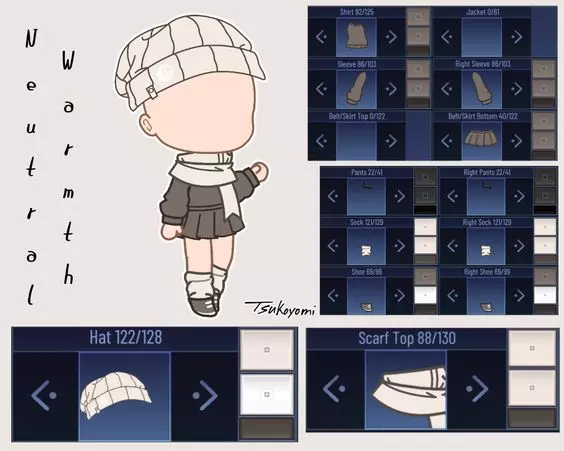 Neutral
Warmth
Tsukoyomi
Shirt 92/125
Jacket 0/61
Sleeve 86/103
Right Sleeve 86/103
Belt/Skirt Top 0/122
Belt/Skirt Bottom 40/122
Pants 22/41
Right Pants 22/41
Sock 121/129
Right Sock 121/129
Shoe 69/99
Right Shoe 69/99
Hat 122/128
Scarf Top 88/130